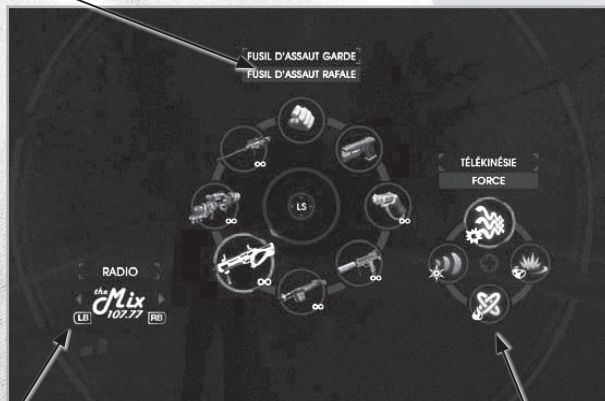 FUSIL D'ASSAUT GARDE
FUSIL D'ASSAUT RAFALE
TÉLÉKINÉSIE
FORCE
LS
RADIO
the Mix
107.77
LB
RB